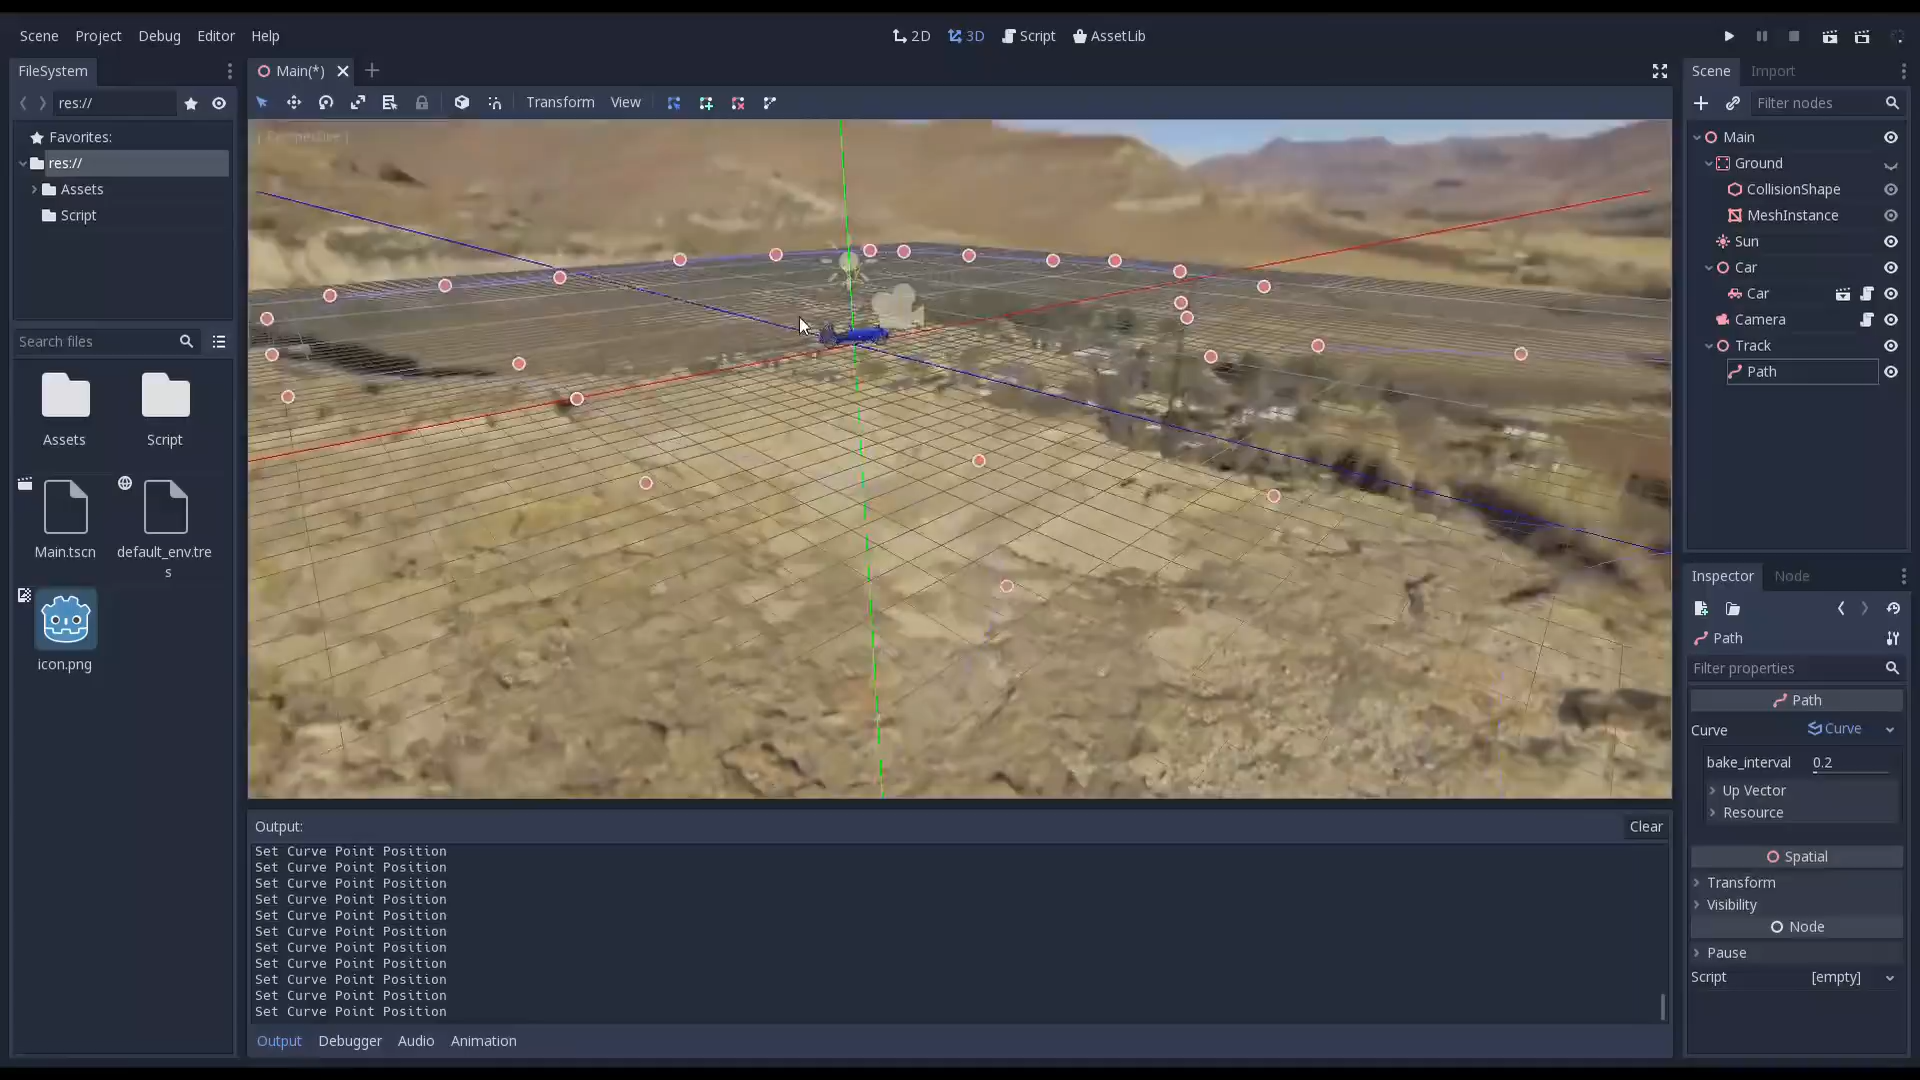 Scene Project Debug Editor Help
2D 3D Script AssetLib
FileSystem
res://
Favorites:
res://
Assets
Script
Search files
Assets
Script
Main.tscn
default_env.tre
s
icon.png
Main(*)
Transform View
[ Perspective ]
Output:
Clear
Set Curve Point Position
Set Curve Point Position
Set Curve Point Position
Set Curve Point Position
Set Curve Point Position
Set Curve Point Position
Set Curve Point Position
Set Curve Point Position
Set Curve Point Position
Set Curve Point Position
Set Curve Point Position
Output Debugger Audio Animation
Scene Import
Filter nodes
Main
Ground
CollisionShape
MeshInstance
Sun
Car
Car
Camera
Track
Path
Inspector Node
Path
Filter properties
Path
Curve Curve
bake_interval 0.2
Up Vector
Resource
Spatial
Transform
Visibility
Node
Pause
Script [empty]